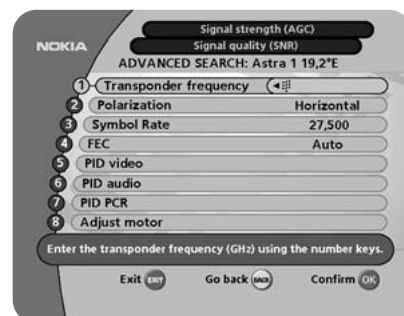 Signal strength (AGC)
NOKIA
Signal quality (SNR)
ADVANCED SEARCH: Astra 1 19,2°E
1 Transponder frequency
2 Polarization Horizontal
3 Symbol Rate 27,500
4 FEC Auto
5 PID video
6 PID audio
7 PID PCR
8 Adjust motor
Enter the transponder frequency (GHz) using the number keys.
Exit EXIT Go back BACK Confirm OK